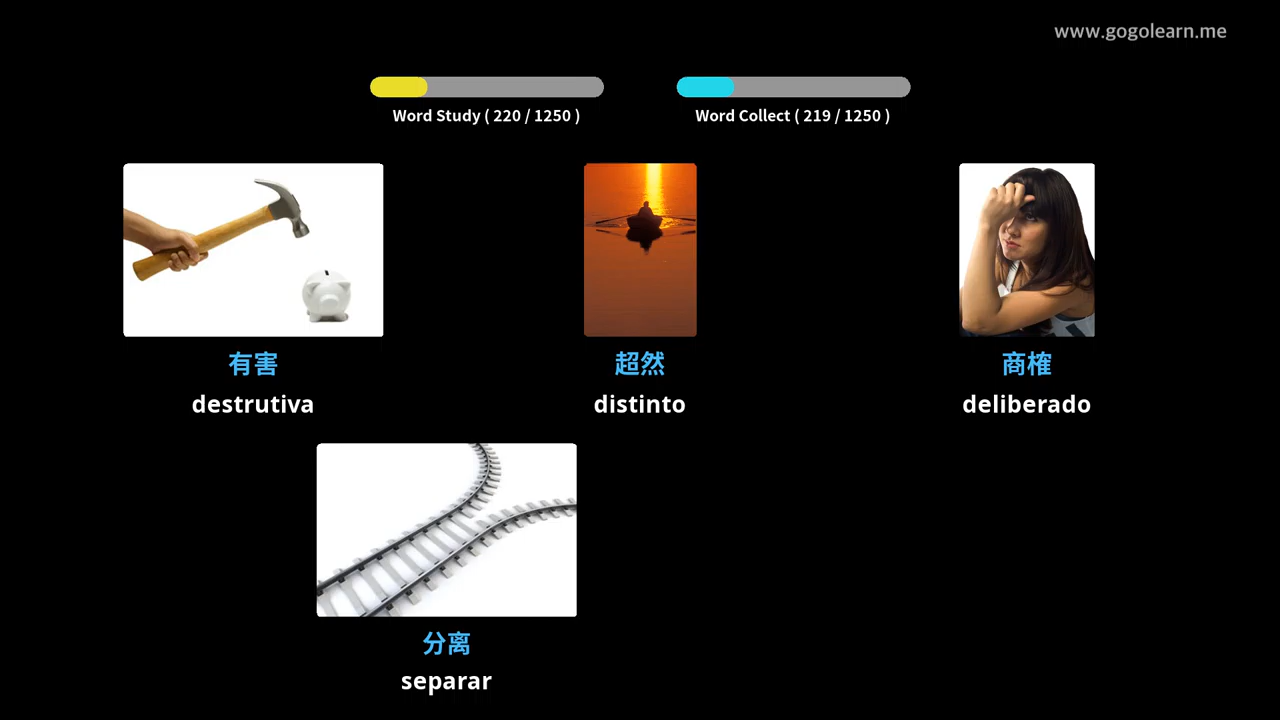 www.gogolearn.me
Word Study ( 220 / 1250 )
Word Collect ( 219 / 1250 )
有害
destrutiva
超然
distinto
商榷
deliberado
分离
separar